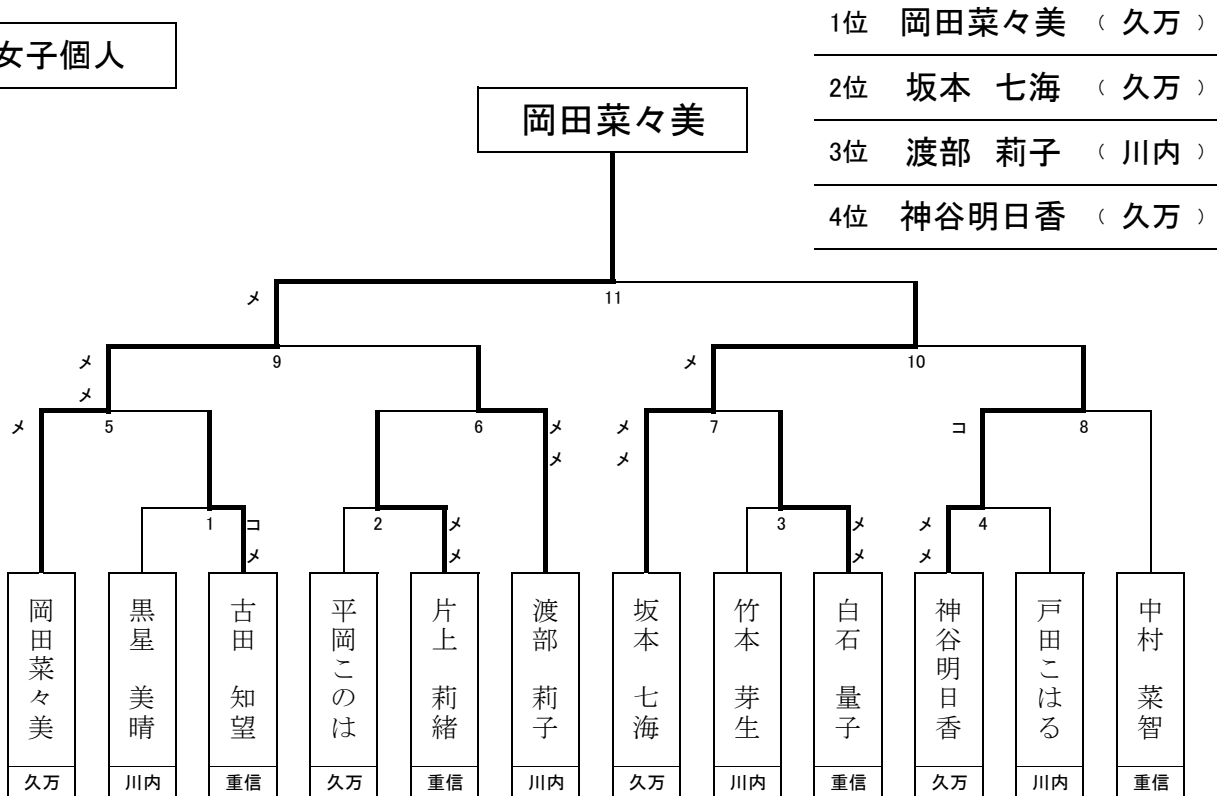 女子個人
1位 岡田菜々美 （ 久万 ）
2位 坂本 七海 （ 久万 ）
3位 渡部 莉子 （ 川内 ）
4位 神谷明日香 （ 久万 ）
岡田菜々美
メ 11
メ 9 メ 10
メ
メ 5 6 メ メ 7 コ 8
メ メ
1 コ 2 メ 3 メ メ 4
メ メ メ メ
岡田菜々美
黒星 美晴
古田 知望
平岡このは
片上 莉緒
渡部 莉子
坂本 七海
竹本 芽生
白石 量子
神谷明日香
戸田こはる
中村 菜智
久万 川内 重信 久万 重信 川内 久万 川内 重信 久万 川内 重信